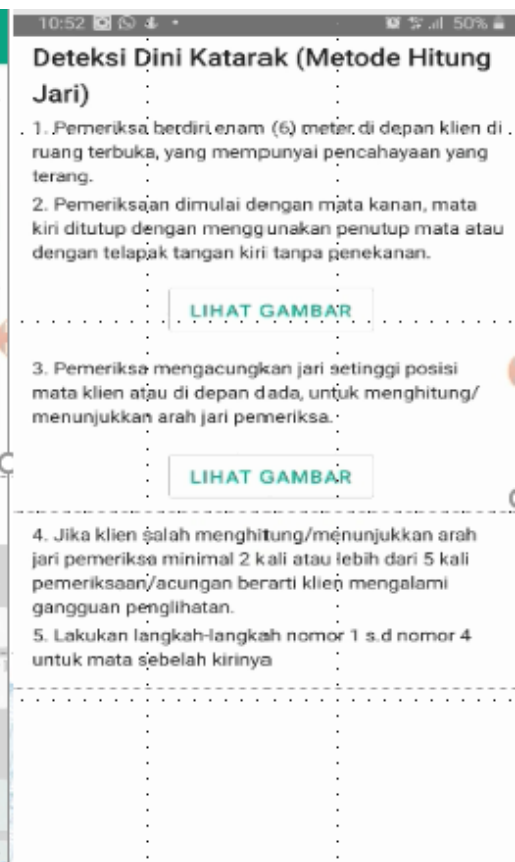 10:52
50%
Deteksi Dini Katarak (Metode Hitung
Jari)
1. Pemeriksa berdiri enam (6) meter di depan klien di
ruang terbuka, yang mempunyai pencahayaan yang
terang.
2. Pemeriksaan dimulai dengan mata kanan, mata
kiri ditutup dengan menggunakan penutup mata atau
dengan telapak tangan kiri tanpa penekanan.
LIHAT GAMBAR
3. Pemeriksa mengacungkan jari setinggi posisi
mata klien atau di depan dada, untuk menghitung/
menunjukkan arah jari pemeriksa.
LIHAT GAMBAR
4. Jika klien salah menghitung/menunjukkan arah
jari pemeriksa minimal 2 kali atau lebih dari 5 kali
pemeriksaan/acungan berarti klien mengalami
gangguan penglihatan.
5. Lakukan langkah-langkah nomor 1 s.d nomor 4
untuk mata sebelah kirinya